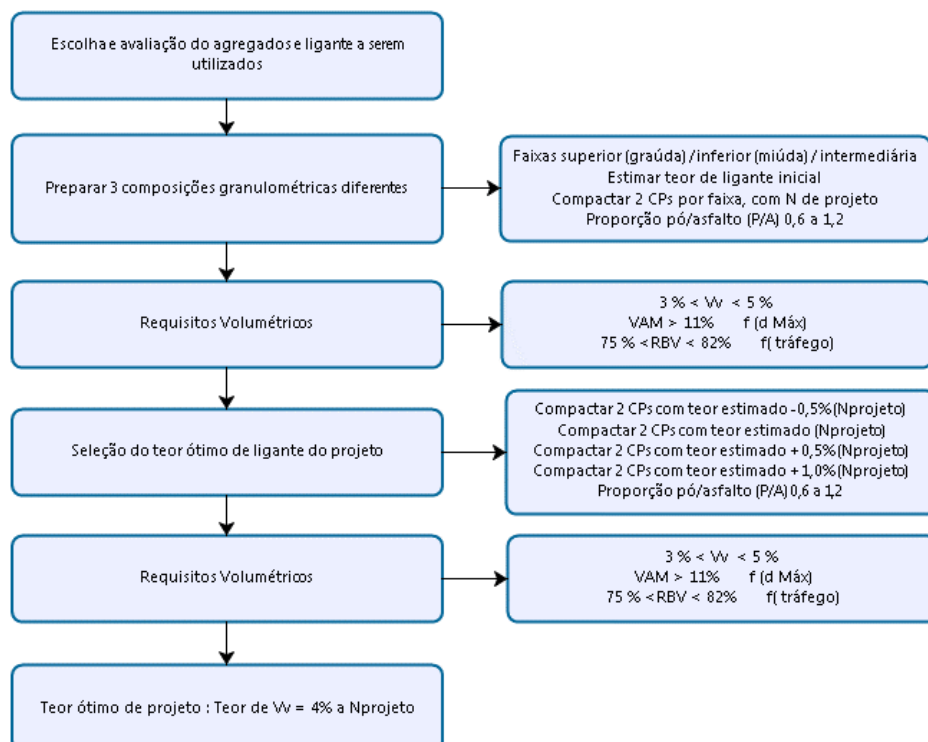 Escolha e avaliação do agregados e ligante a serem
utilizados
Preparar 3 composições granulométricas diferentes
Faixas superior (graúda) / inferior (miúda) / intermediária
Estimar teor de ligante inicial
Compactar 2 CPs por faixa, com N de projeto
Proporção pó/asfalto (P/A) 0,6 a 1,2
Requisitos Volumétricos
3 % < Vv < 5 %
VAM > 11% f (d Máx)
75 % <RBV < 82% f( tráfego)
Seleção do teor ótimo de ligante do projeto
Compactar 2 CPs com teor estimado -0,5%(Nprojeto)
Compactar 2 CPs com teor estimado (Nprojeto)
Compactar 2 CPs com teor estimado + 0,5%(Nprojeto)
Compactar 2 CPs com teor estimado + 1,0%(Nprojeto)
Proporção pó/asfalto (P/A) 0,6 a 1,2
Requisitos Volumétricos
3 % < Vv < 5 %
VAM > 11% f (d Máx)
75 % <RBV < 82% f( tráfego)
Teor ótimo de projeto : Teor de Vv = 4% a Nprojeto